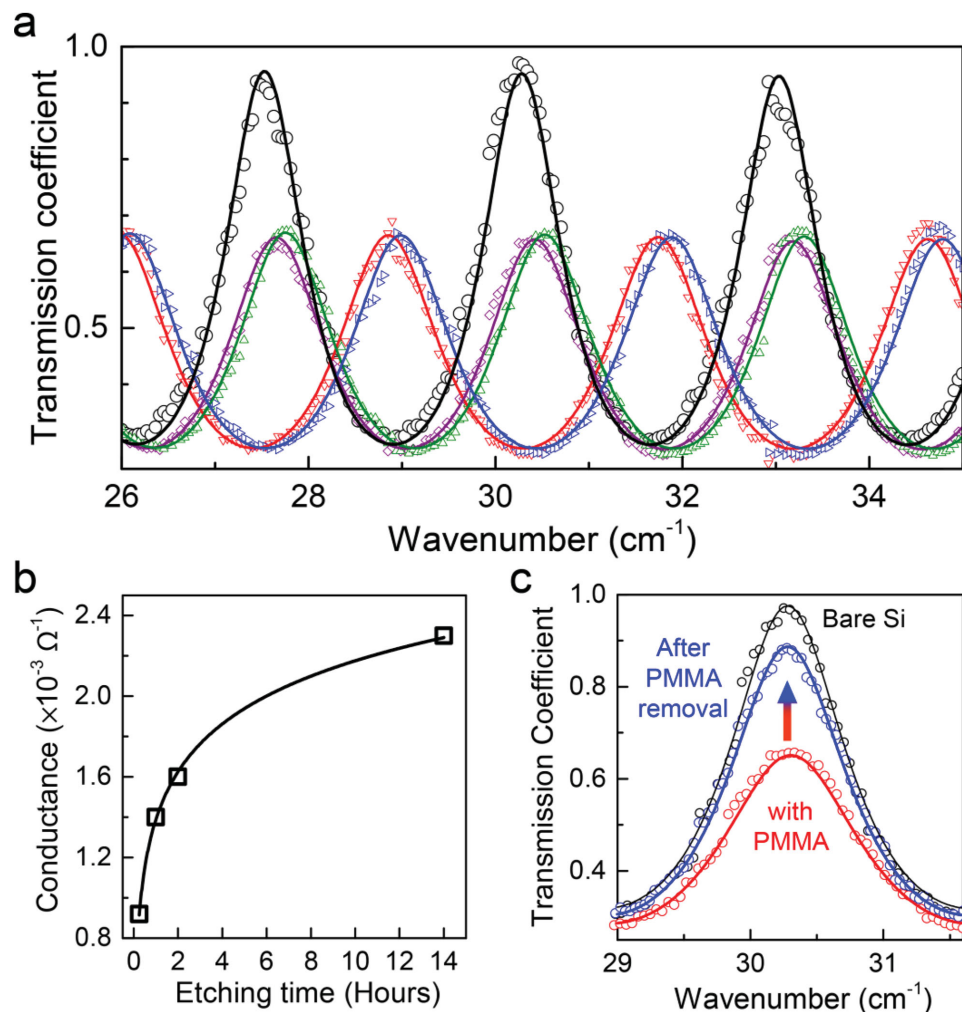 a
1.0
0.5
Transmission coefficient
26 28 30 32 34
Wavenumber (cm⁻¹)
b
2.4
2.0
1.6
1.2
0.8
Conductance (×10⁻³ Ω⁻¹)
0 2 4 6 8 10 12 14
Etching time (Hours)
c
1.0
0.8
0.6
0.4
Transmission Coefficient
Bare Si
After
PMMA
removal
with
PMMA
29 30 31
Wavenumber (cm⁻¹)